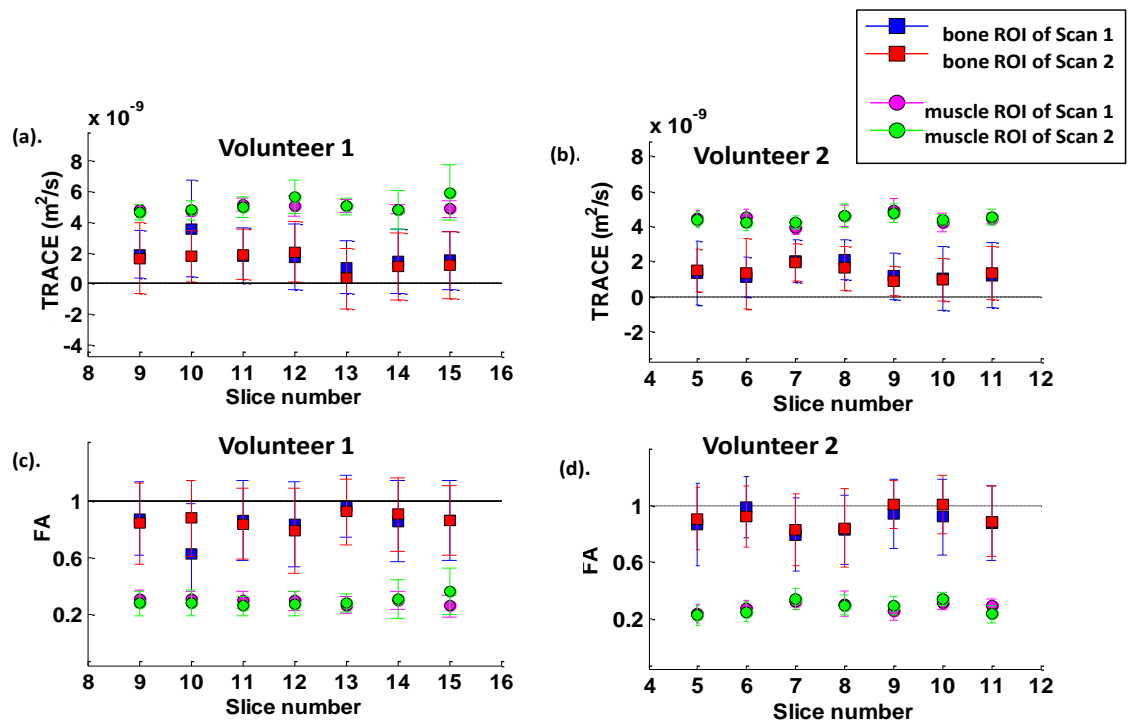 bone ROI of Scan 1
bone ROI of Scan 2
muscle ROI of Scan 1
muscle ROI of Scan 2
(a).
x 10^-9
Volunteer 1
TRACE (m²/s)
8
6
4
2
0
-2
-4
8 9 10 11 12 13 14 15 16
Slice number
(b).
x 10^-9
Volunteer 2
TRACE (m²/s)
8
6
4
2
0
-2
4 5 6 7 8 9 10 11 12
Slice number
(c).
Volunteer 1
FA
1
0.6
0.2
8 9 10 11 12 13 14 15 16
Slice number
(d).
Volunteer 2
FA
1
0.6
0.2
4 5 6 7 8 9 10 11 12
Slice number